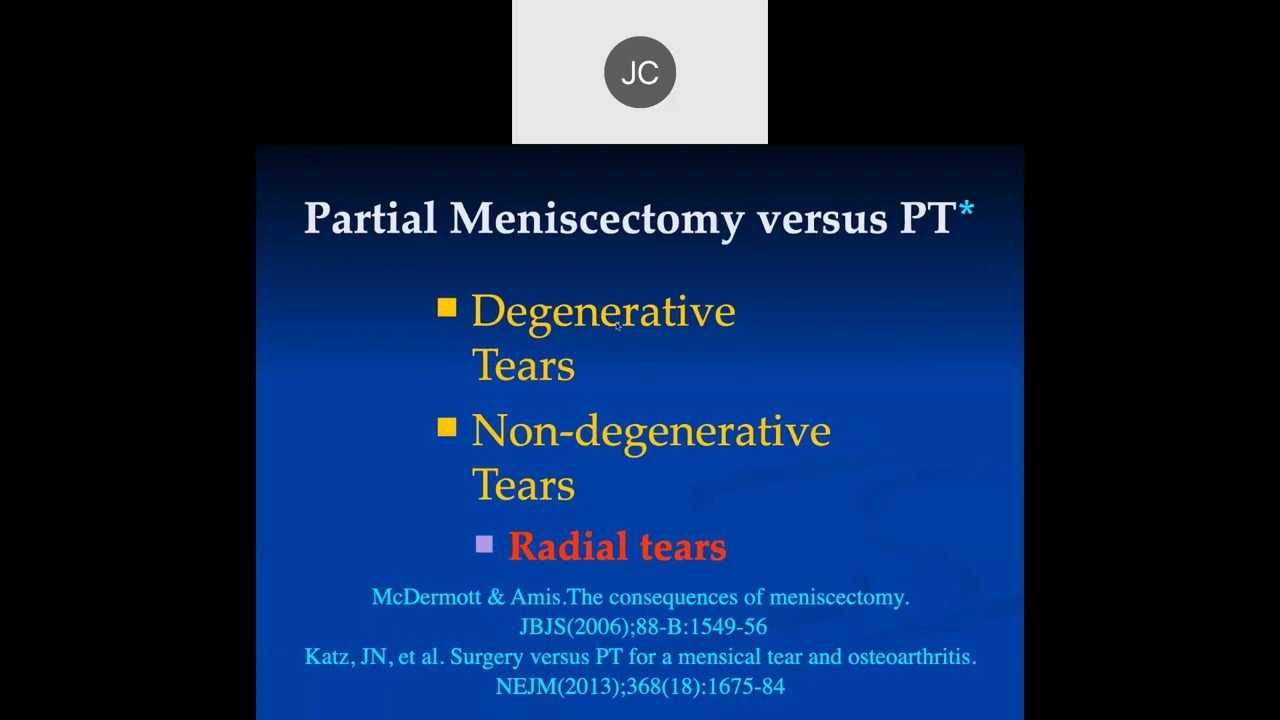 JC
Partial Meniscectomy versus PT*
Degenerative
Tears
Non-degenerative
Tears
Radial tears
McDermott & Amis.The consequences of meniscectomy.
JBJS(2006);88-B:1549-56
Katz, JN, et al. Surgery versus PT for a mensical tear and osteoarthritis.
NEJM(2013);368(18):1675-84